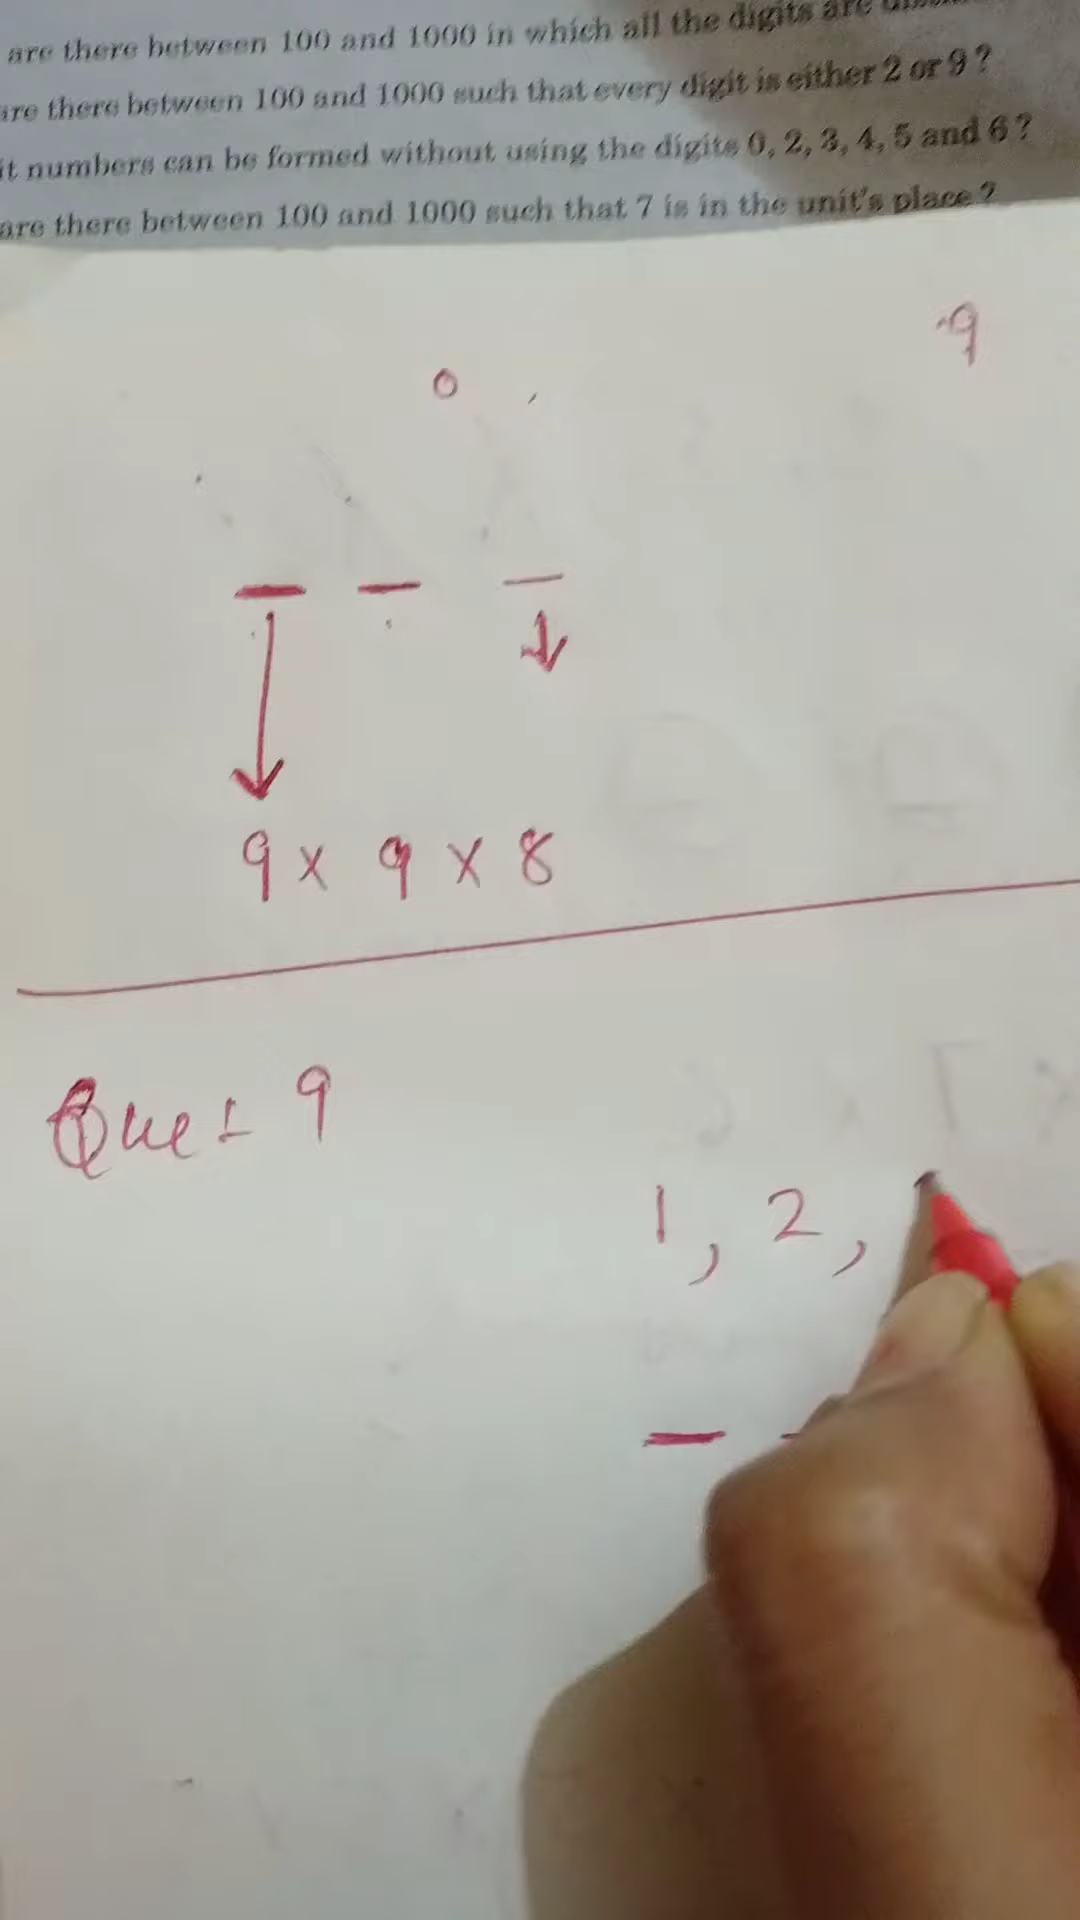 are there between 100 and 1000 in which all the digits are
are there between 100 and 1000 such that every digit is either 2 or 9 ?
it numbers can be formed without using the digits 0, 2, 3, 4, 5 and 6 ?
are there between 100 and 1000 such that 7 is in the unit's place ?
9
0 ,
9 x 9 x 8
Que : 9
1 , 2 ,